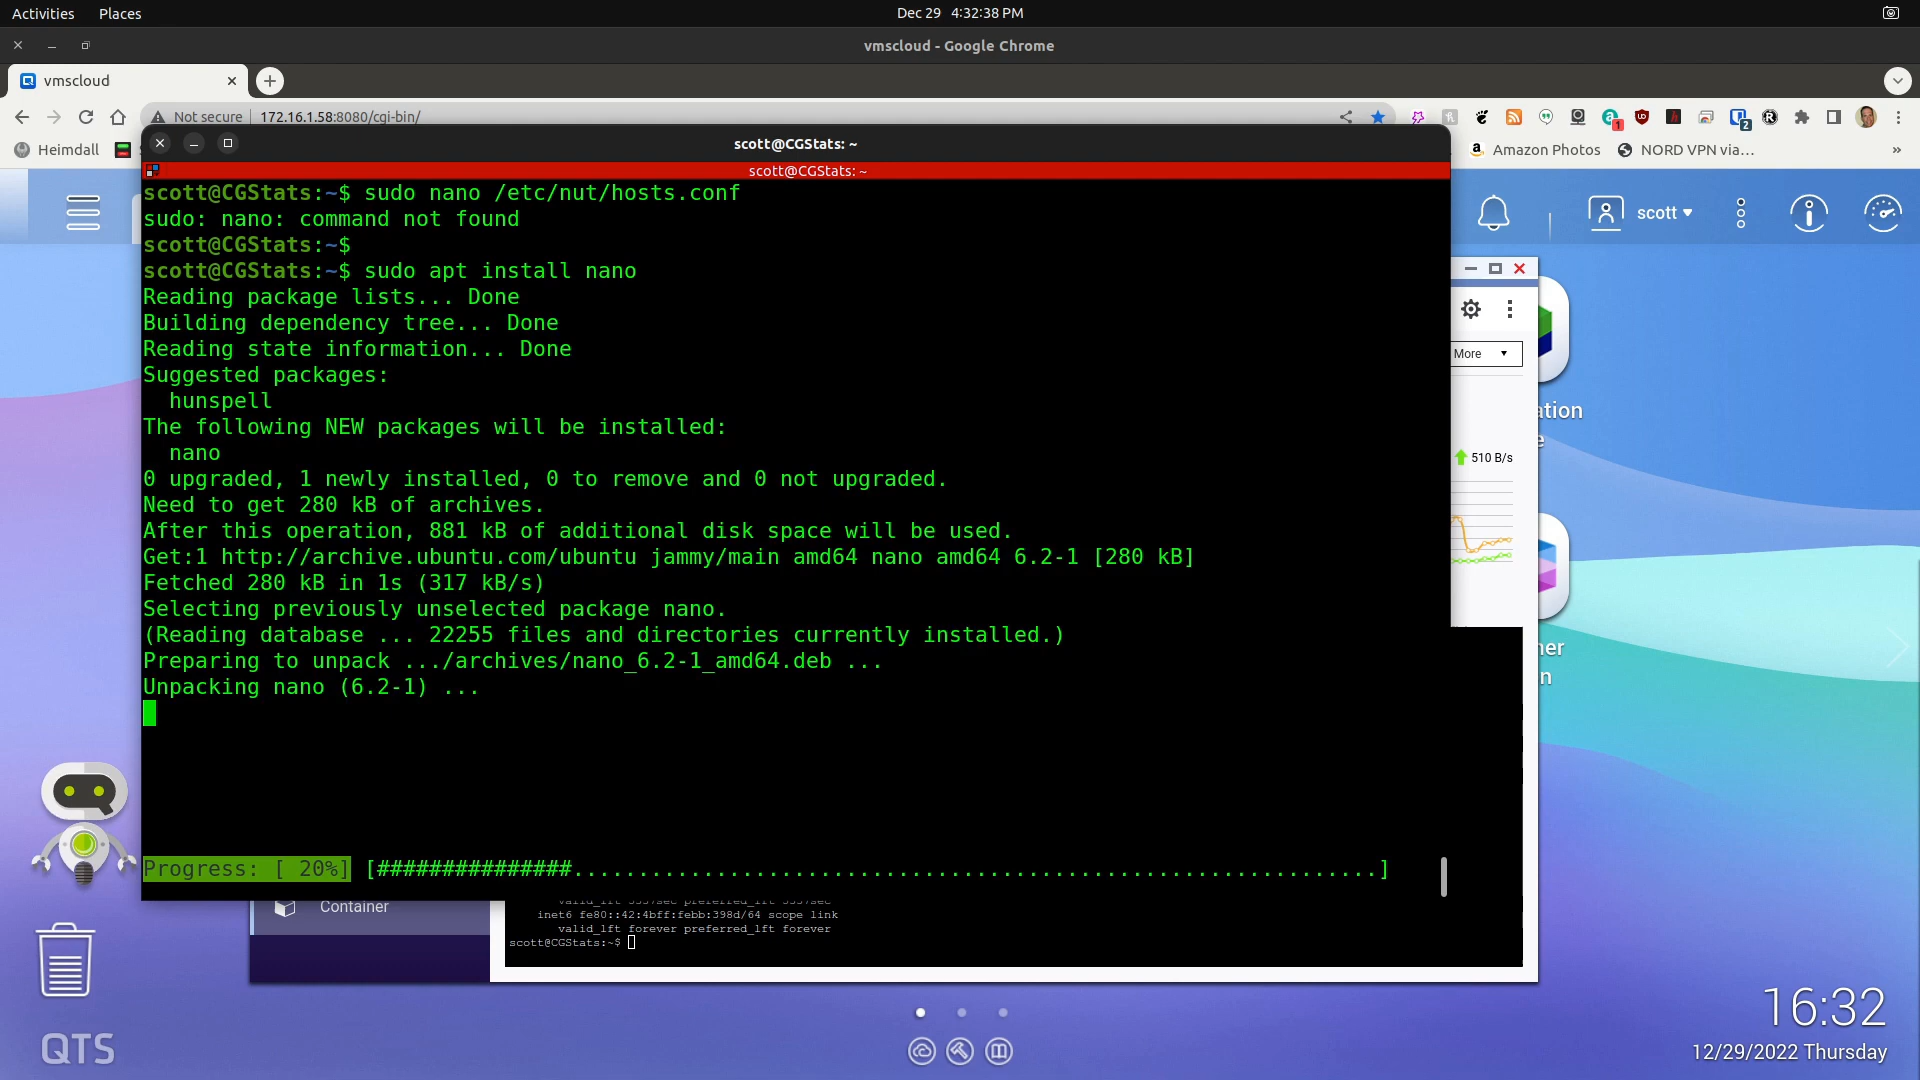 Activities Places Dec 29 4:32:38 PM
vmscloud - Google Chrome
vmscloud
Not secure 172.16.1.58:8080/cgi-bin/
1
2
Heimdall
Amazon Photos NORD VPN via...
»
scott@CGStats: ~
scott@CGStats: ~
scott@CGStats:~$ sudo nano /etc/nut/hosts.conf
sudo: nano: command not found
scott@CGStats:~$
scott@CGStats:~$ sudo apt install nano
Reading package lists... Done
Building dependency tree... Done
Reading state information... Done
Suggested packages:
hunspell
The following NEW packages will be installed:
nano
0 upgraded, 1 newly installed, 0 to remove and 0 not upgraded.
Need to get 280 kB of archives.
After this operation, 881 kB of additional disk space will be used.
Get:1 http://archive.ubuntu.com/ubuntu jammy/main amd64 nano amd64 6.2-1 [280 kB]
Fetched 280 kB in 1s (317 kB/s)
Selecting previously unselected package nano.
(Reading database ... 22255 files and directories currently installed.)
Preparing to unpack .../archives/nano_6.2-1_amd64.deb ...
Unpacking nano (6.2-1) ...
Progress: [ 20%] [###############..............................................................]
scott
More
510 B/s
ation
e
ner
n
Container
inet6 fe80::42:4bff:febb:398d/64 scope link
valid_lft forever preferred_lft forever
scott@CGStats:~$
QTS
16:32
12/29/2022 Thursday